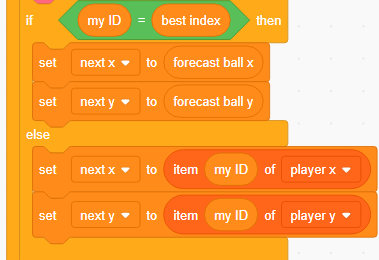 if my ID = best index then
set next x to forecast ball x
set next y to forecast ball y
else
set next x to item my ID of player x
set next y to item my ID of player y